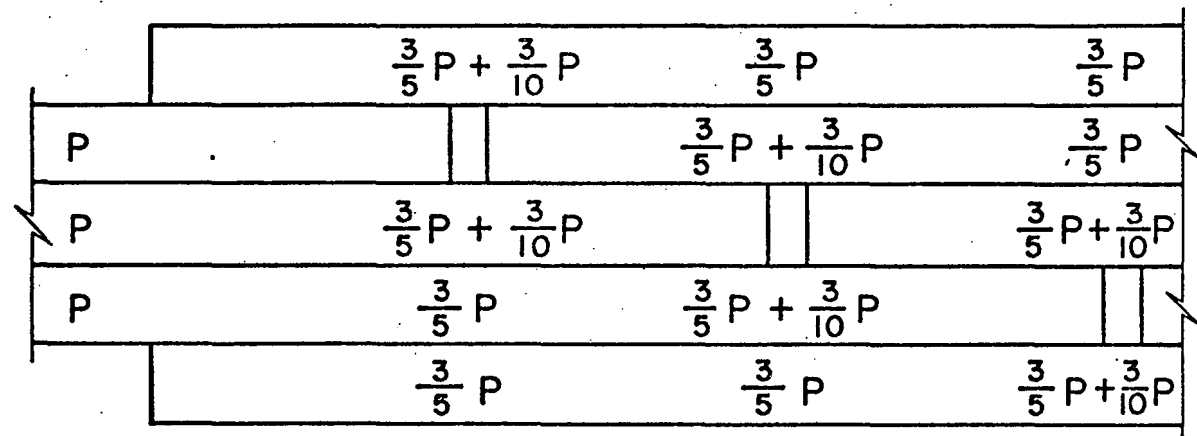 3/5 P + 3/10 P 3/5 P 3/5 P
P 3/5 P + 3/10 P 3/5 P
P 3/5 P + 3/10 P 3/5 P + 3/10 P
P 3/5 P 3/5 P + 3/10 P
3/5 P 3/5 P 3/5 P + 3/10 P